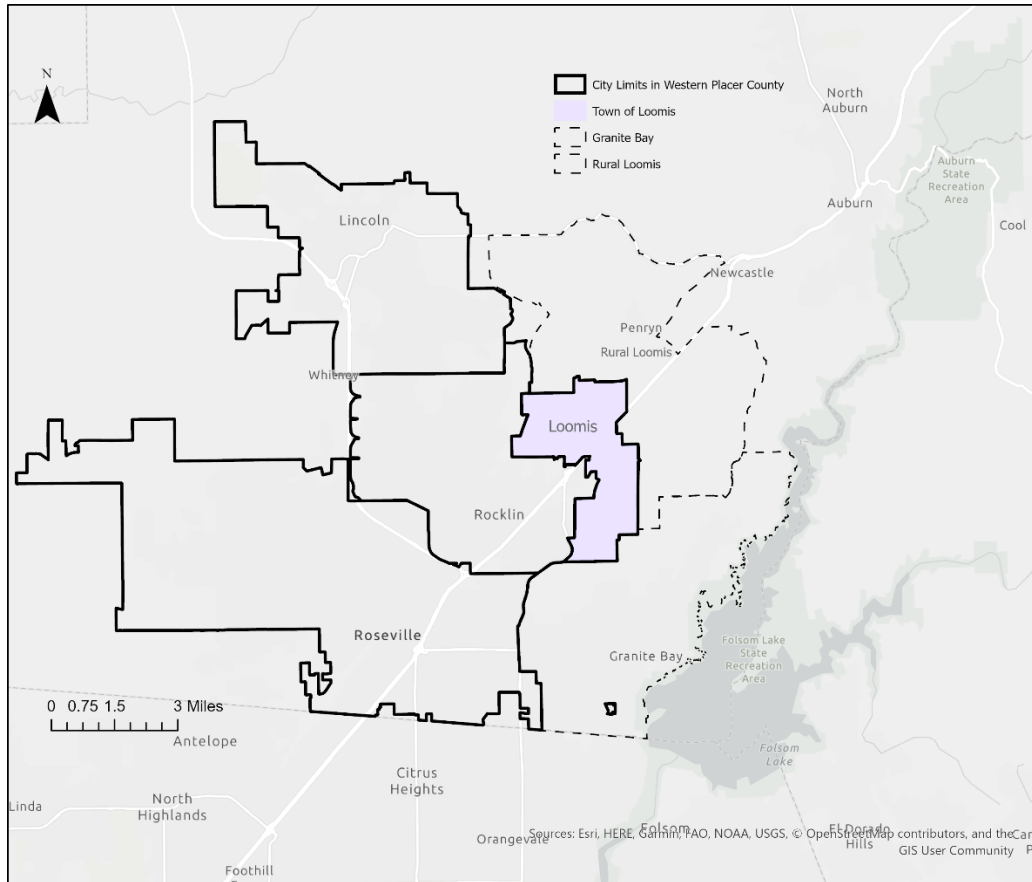 N
City Limits in Western Placer County
Town of Loomis
Granite Bay
Rural Loomis
North
Auburn
Auburn
State
Recreation
Area
Auburn
Cool
Lincoln
Newcastle
Penryn
Rural Loomis
Whitney
Loomis
Rocklin
Roseville
Granite Bay
Folsom Lake
State
Recreation
Area
0 0.75 1.5 3 Miles
Antelope
Folsom
Lake
Citrus
Heights
Linda
North
Highlands
Orangevale
Folsom
El Dorado
Hills
Sources: Esri, HERE, Garmin, FAO, NOAA, USGS, © OpenStreetMap contributors, and the
GIS User Community
Foothill